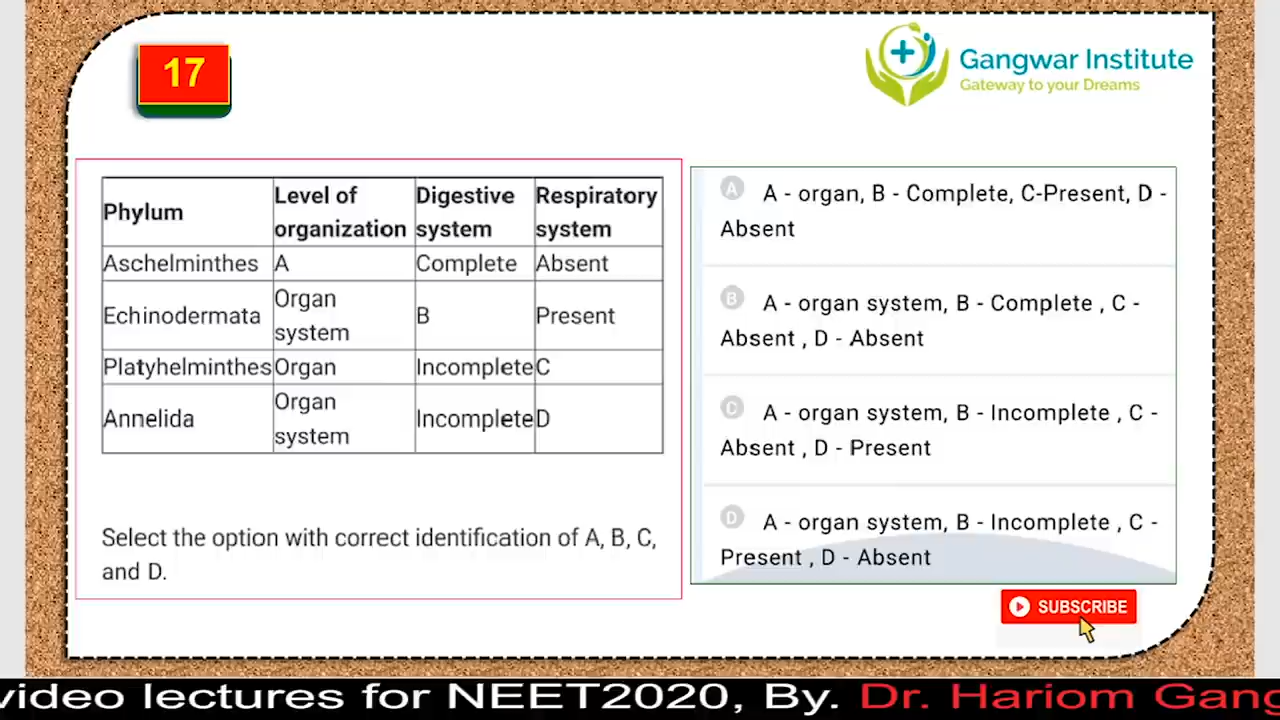 17
Gangwar Institute
Gateway to your Dreams
Phylum
Level of
organization
Digestive
system
Respiratory
system
Aschelminthes A Complete Absent
Echinodermata
Organ
system
B
Present
Platyhelminthes Organ Incomplete C
Annelida
Organ
system
Incomplete D
Select the option with correct identification of A, B, C,
and D.
A A - organ, B - Complete, C-Present, D -
Absent
B A - organ system, B - Complete , C -
Absent , D - Absent
C A - organ system, B - Incomplete , C -
Absent , D - Present
D A - organ system, B - Incomplete , C -
Present , D - Absent
SUBSCRIBE
video lectures for NEET2020, By. Dr. Hariom Gang